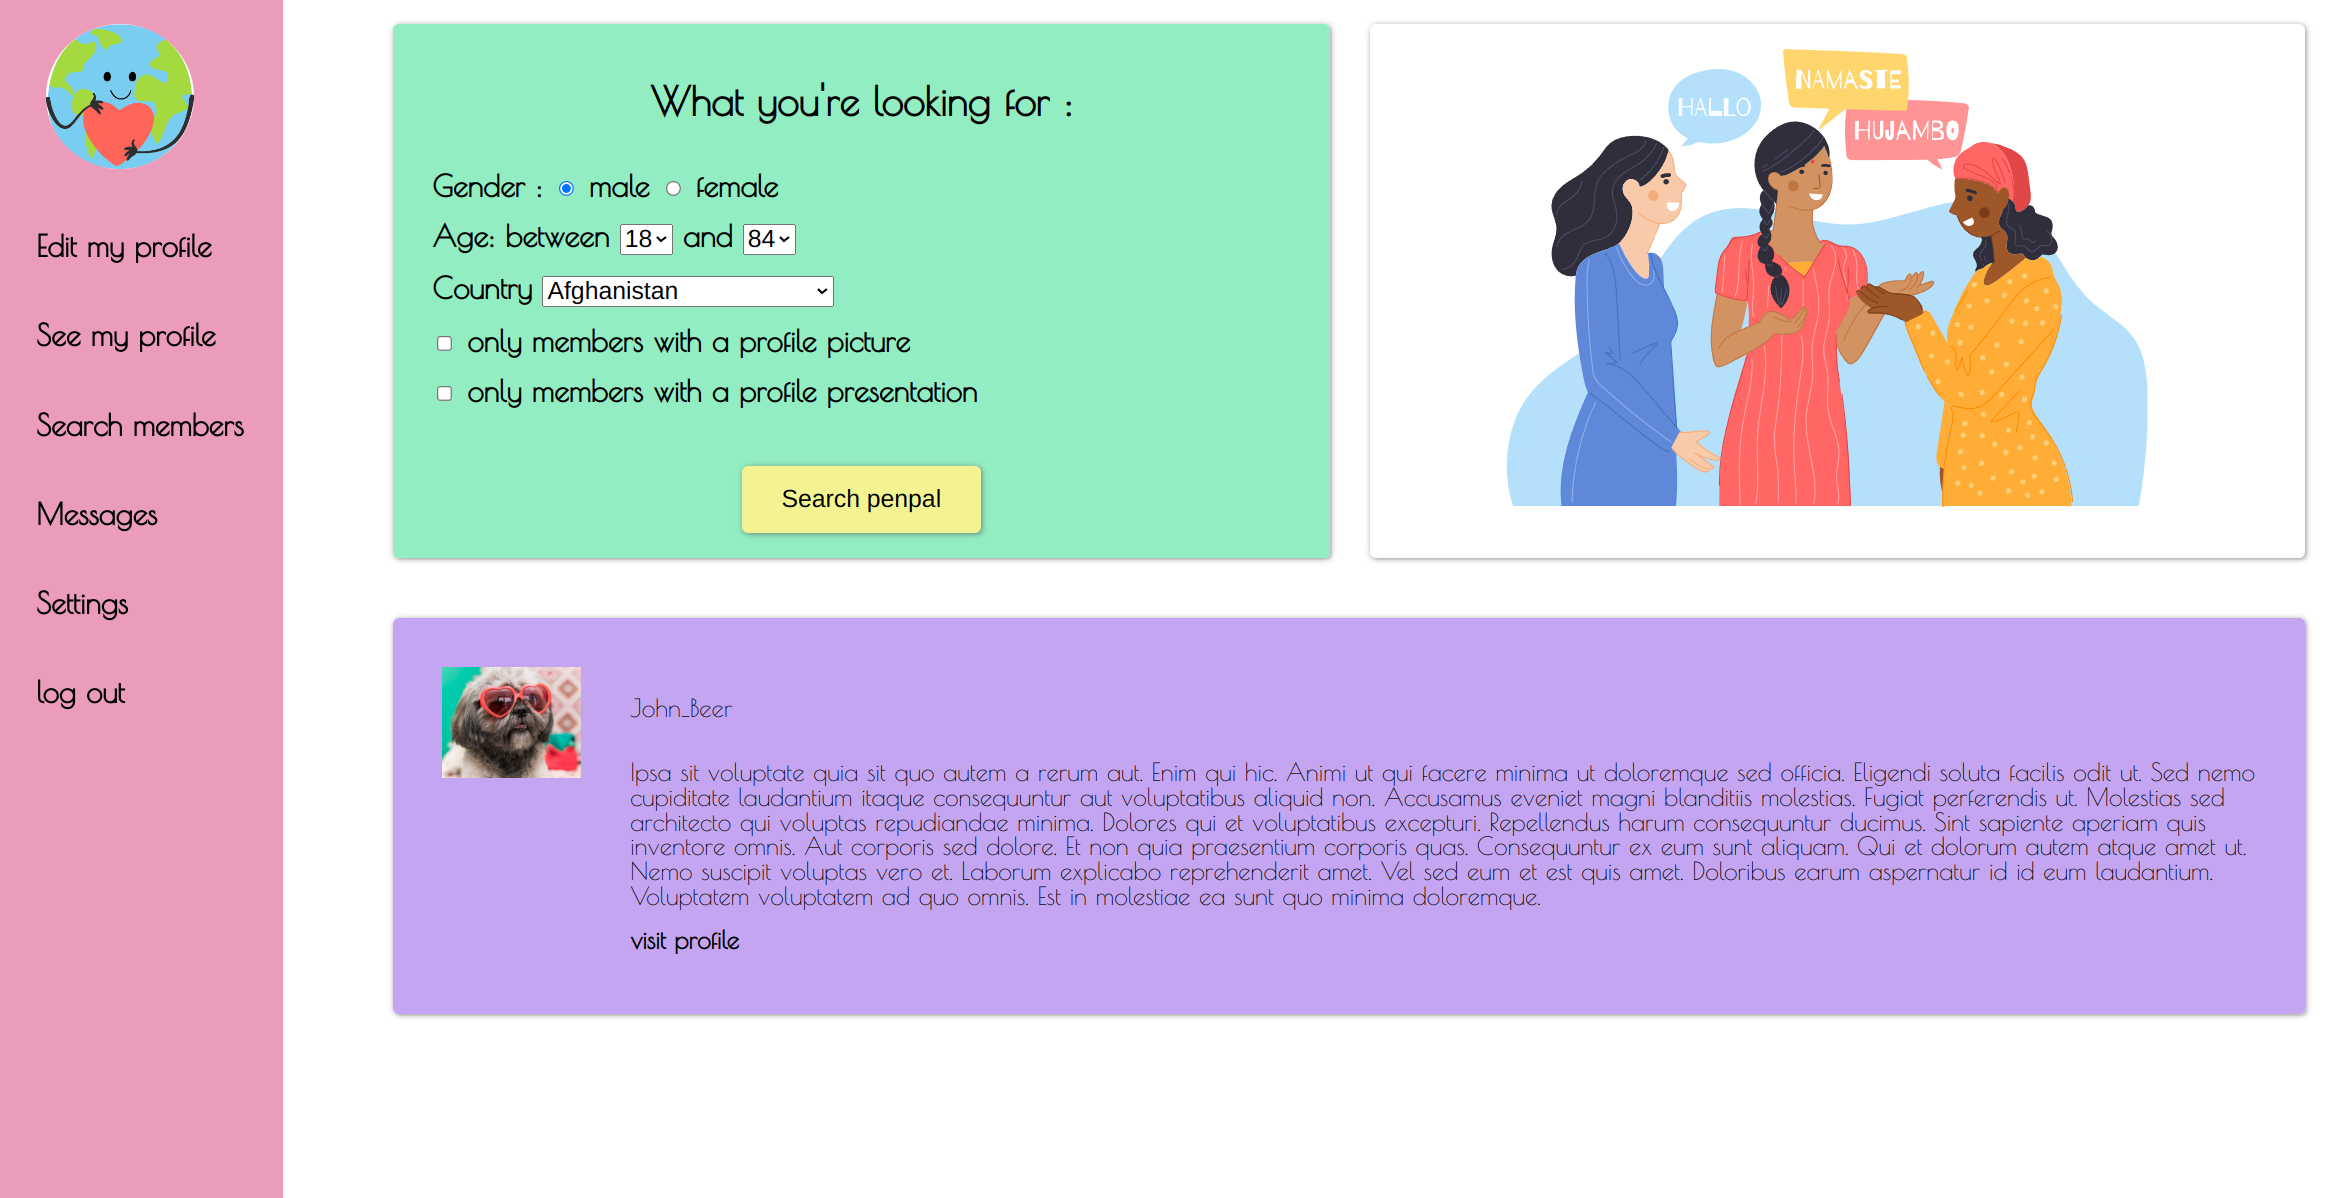 Edit my profile
See my profile
Search members
Messages
Settings
log out
What you're looking for :
Gender : male female
Age: between 18 and 84
Country Afghanistan
only members with a profile picture
only members with a profile presentation
Search penpal
HALLO
NAMASTE
HUJAMBO
John_Beer
Ipsa sit voluptate quia sit quo autem a rerum aut. Enim qui hic. Animi ut qui facere minima ut doloremque sed officia. Eligendi soluta facilis odit ut. Sed nemo
cupiditate laudantium itaque consequuntur aut voluptatibus aliquid non. Accusamus eveniet magni blanditiis molestias. Fugiat perferendis ut. Molestias sed
architecto qui voluptas repudiandae minima. Dolores qui et voluptatibus excepturi. Repellendus harum consequuntur ducimus. Sint sapiente aperiam quis
inventore omnis. Aut corporis sed dolore. Et non quia praesentium corporis quas. Consequuntur ex eum sunt aliquam. Qui et dolorum autem atque amet ut.
Nemo suscipit voluptas vero et. Laborum explicabo reprehenderit amet. Vel sed eum et est quis amet. Doloribus earum aspernatur id id eum laudantium.
Voluptatem voluptatem ad quo omnis. Est in molestiae ea sunt quo minima doloremque.
visit profile